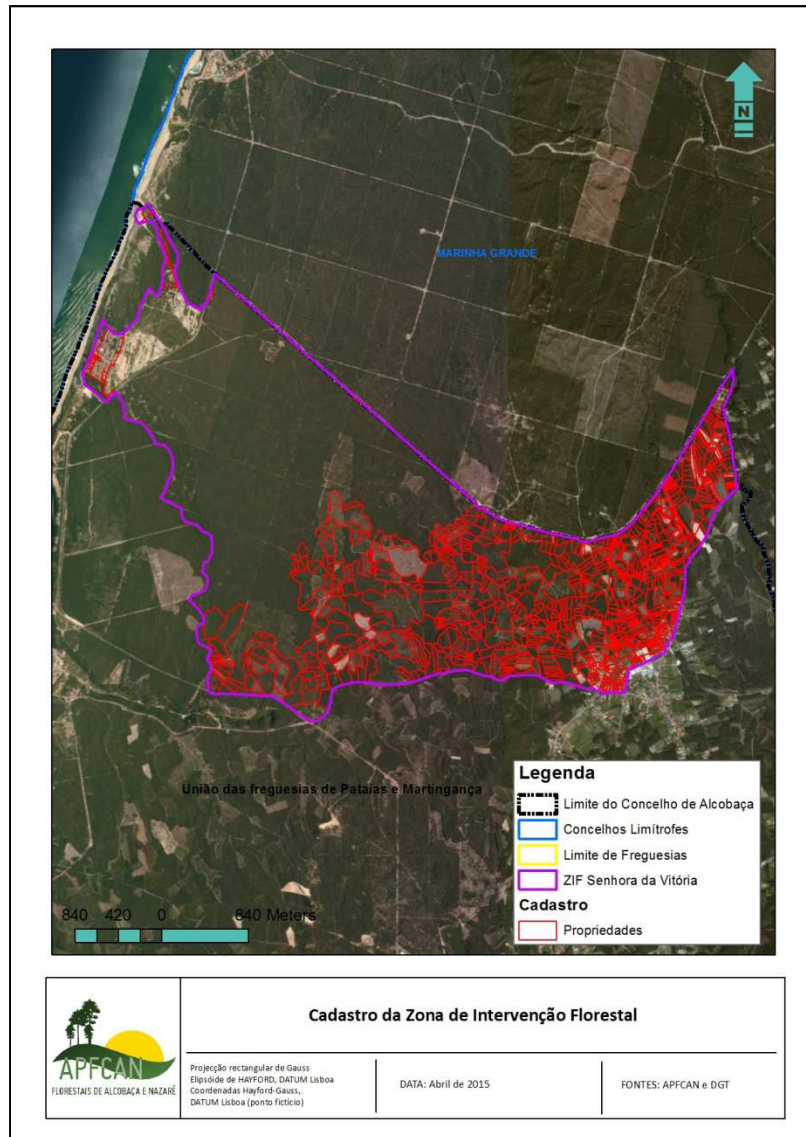 N
MARINHA GRANDE
União das freguesias de Pataias e Martingança
840 420 0 840 Meters
Legenda
Limite do Concelho de Alcobaça
Concelhos Limítrofes
Limite de Freguesias
ZIF Senhora da Vitória
Cadastro
Propriedades
APFCAN
FLORESTAIS DE ALCOBAÇA E NAZARÉ
Cadastro da Zona de Intervenção Florestal
Projecção rectangular de Gauss
Elipsóide de HAYFORD, DATUM Lisboa
Coordenadas Hayford-Gauss,
DATUM Lisboa (ponto fictício)
DATA: Abril de 2015
FONTES: APFCAN e DGT